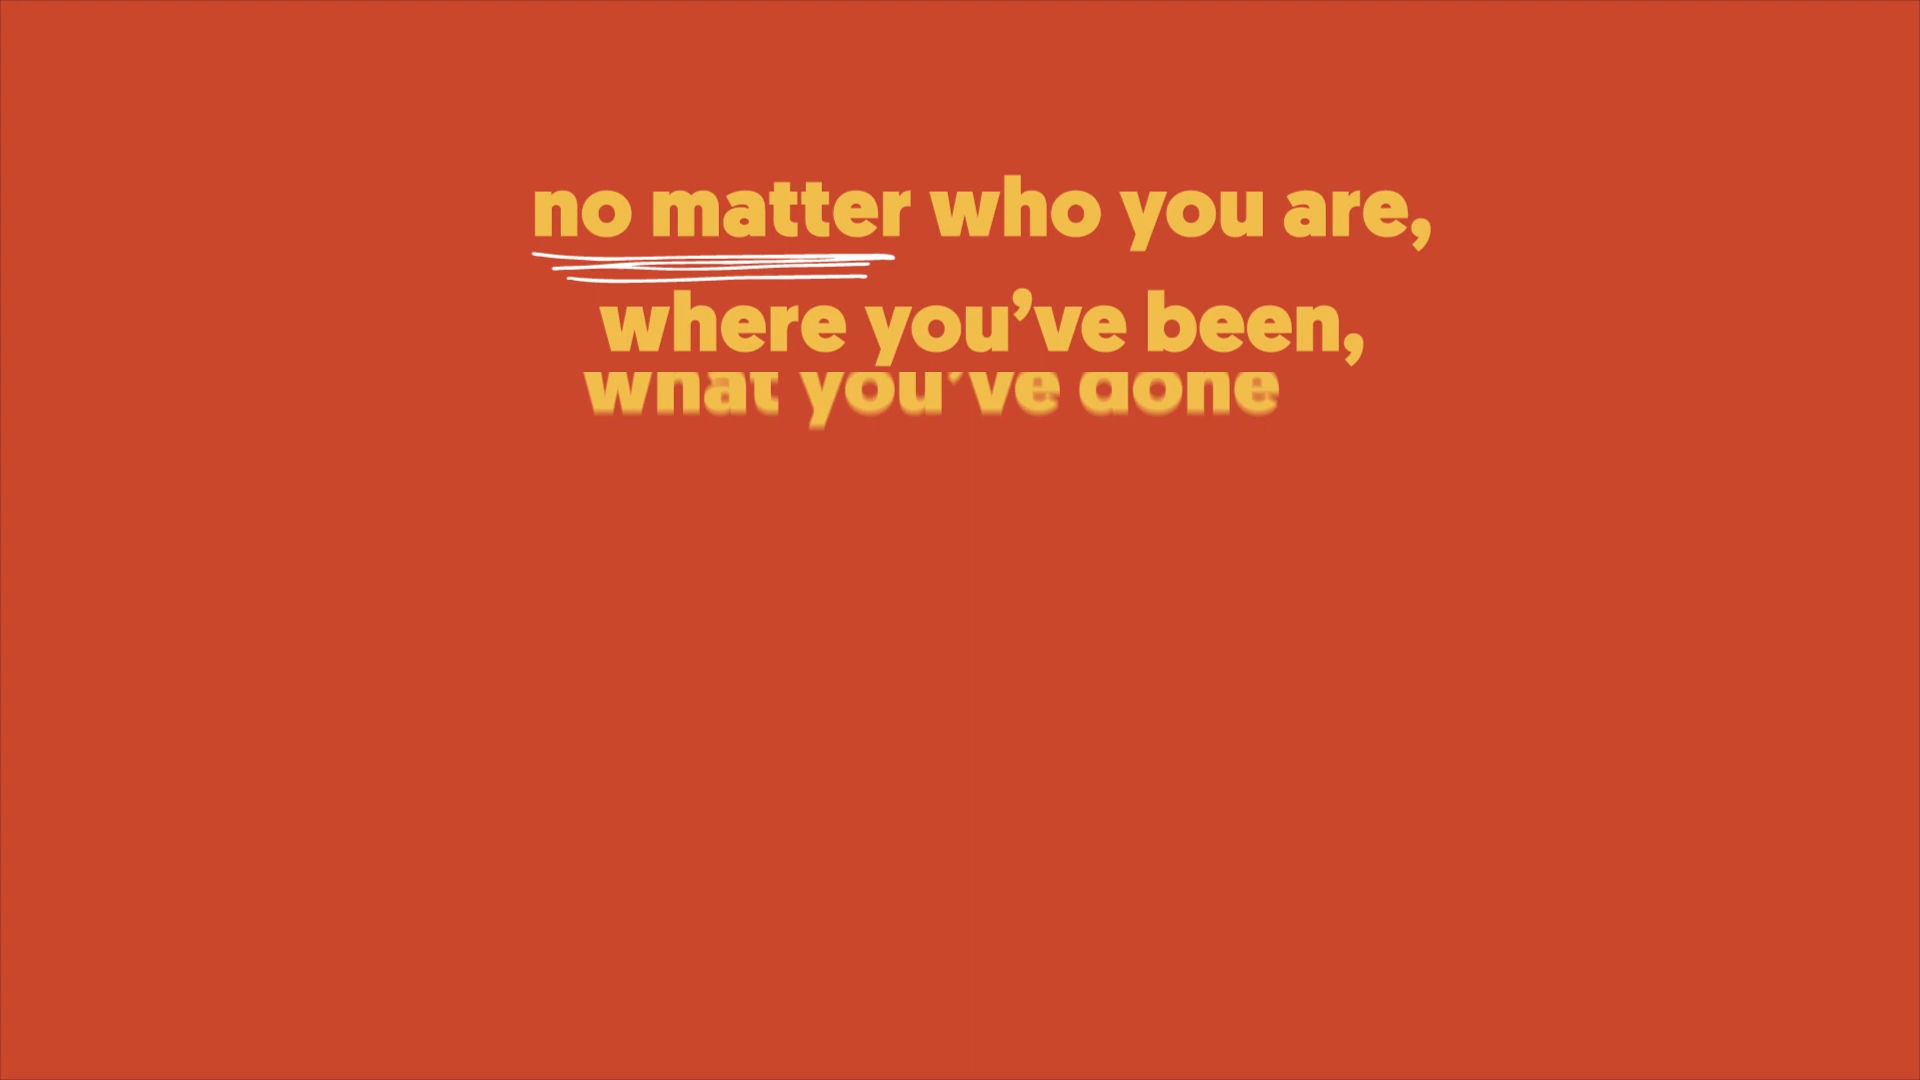 no matter who you are,
where you’ve been,
what you’ve done